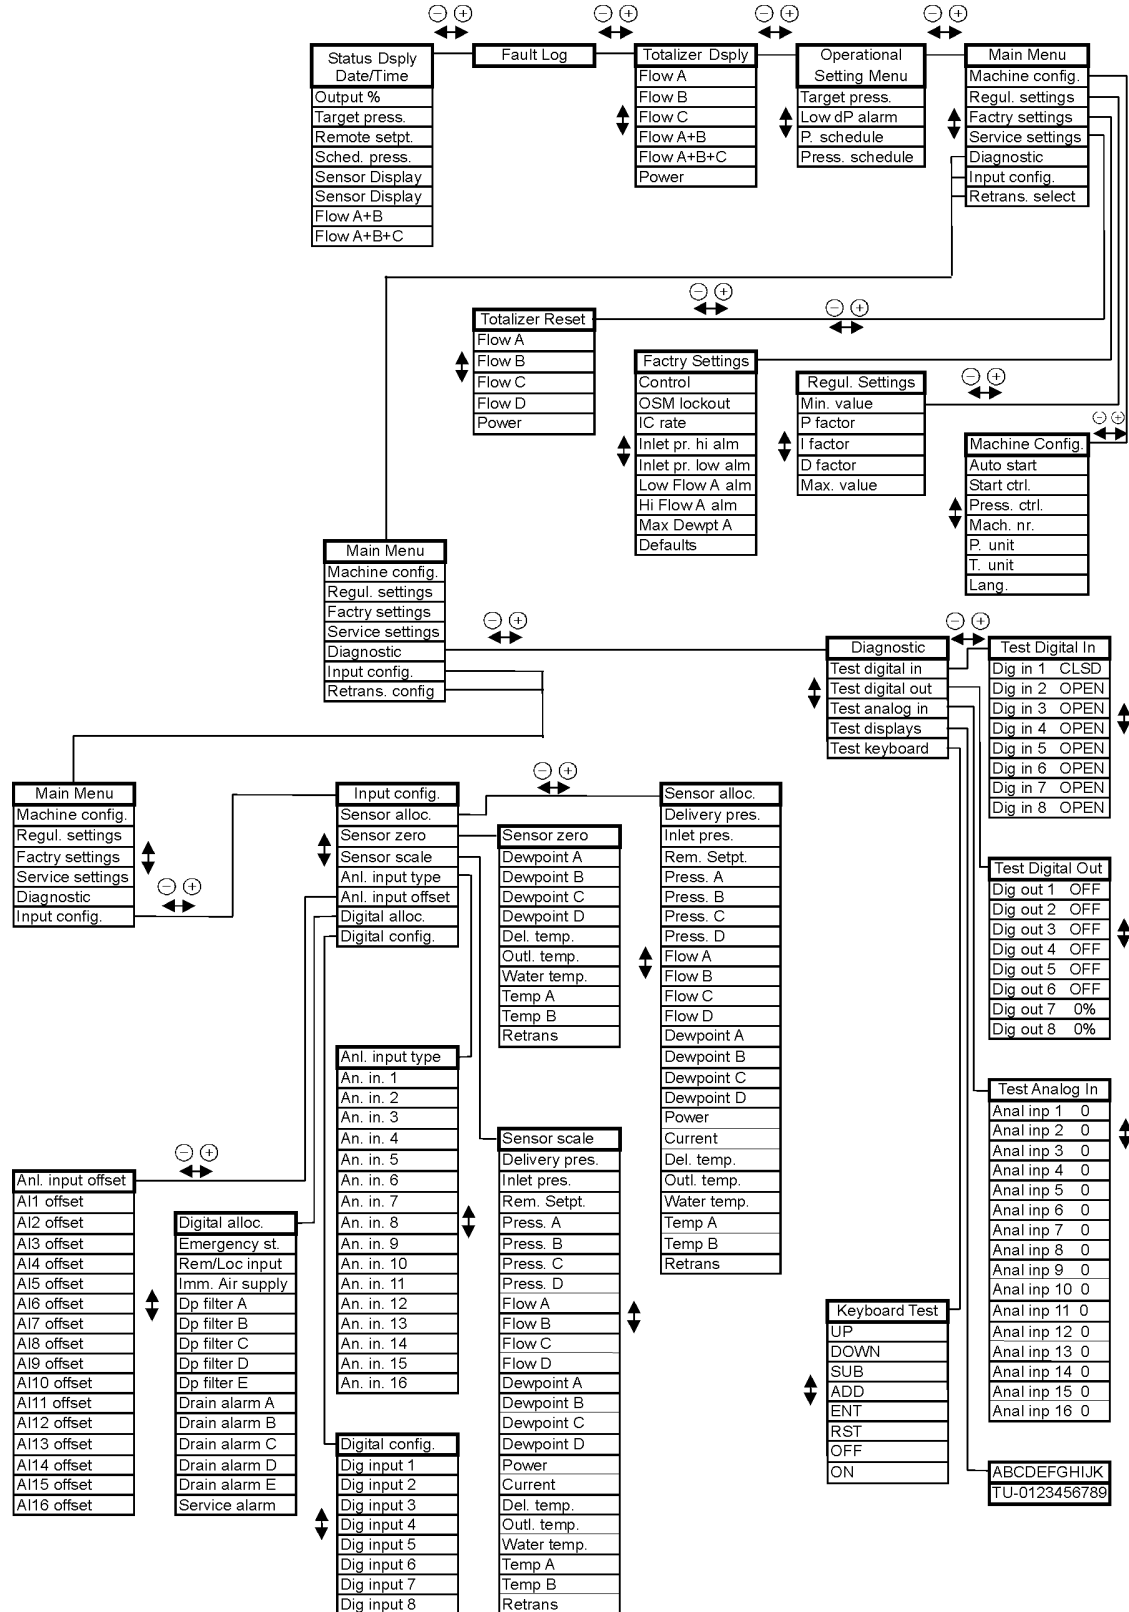 Status Dsply
Date/Time
Output %
Target press.
Remote setpt.
Sched. press.
Sensor Display
Sensor Display
Flow A+B
Flow A+B+C
Fault Log
Totalizer Dsply
Flow A
Flow B
Flow C
Flow A+B
Flow A+B+C
Power
Operational
Setting Menu
Target press.
Low dP alarm
P. schedule
Press. schedule
Main Menu
Machine config.
Regul. settings
Factry settings
Service settings
Diagnostic
Input config.
Retrans. select
Totalizer Reset
Flow A
Flow B
Flow C
Flow D
Power
Factry Settings
Control
OSM lockout
IC rate
Inlet pr. hi alm
Inlet pr. low alm
Low Flow A alm
Hi Flow A alm
Max Dewpt A
Defaults
Regul. Settings
Min. value
P factor
I factor
D factor
Max. value
Machine Config.
Auto start
Start ctrl.
Press. ctrl.
Mach. nr.
P. unit
T. unit
Lang.
Main Menu
Machine config.
Regul. settings
Factry settings
Service settings
Diagnostic
Input config.
Retrans. config
Diagnostic
Test digital in
Test digital out
Test analog in
Test displays
Test keyboard
Test Digital In
Dig in 1 CLSD
Dig in 2 OPEN
Dig in 3 OPEN
Dig in 4 OPEN
Dig in 5 OPEN
Dig in 6 OPEN
Dig in 7 OPEN
Dig in 8 OPEN
Main Menu
Machine config.
Regul. settings
Factry settings
Service settings
Diagnostic
Input config.
Input config.
Sensor alloc.
Sensor zero
Sensor scale
Anl. input type
Anl. input offset
Digital alloc.
Digital config.
Sensor zero
Dewpoint A
Dewpoint B
Dewpoint C
Dewpoint D
Del. temp.
Outl. temp.
Water temp.
Temp A
Temp B
Retrans
Sensor alloc.
Delivery pres.
Inlet pres.
Rem. Setpt.
Press. A
Press. B
Press. C
Press. D
Flow A
Flow B
Flow C
Flow D
Dewpoint A
Dewpoint B
Dewpoint C
Dewpoint D
Power
Current
Del. temp.
Outl. temp.
Water temp.
Temp A
Temp B
Retrans
Test Digital Out
Dig out 1 OFF
Dig out 2 OFF
Dig out 3 OFF
Dig out 4 OFF
Dig out 5 OFF
Dig out 6 OFF
Dig out 7 0%
Dig out 8 0%
Anl. input type
An. in. 1
An. in. 2
An. in. 3
An. in. 4
An. in. 5
An. in. 6
An. in. 7
An. in. 8
An. in. 9
An. in. 10
An. in. 11
An. in. 12
An. in. 13
An. in. 14
An. in. 15
An. in. 16
Test Analog In
Anal inp 1 0
Anal inp 2 0
Anal inp 3 0
Anal inp 4 0
Anal inp 5 0
Anal inp 6 0
Anal inp 7 0
Anal inp 8 0
Anal inp 9 0
Anal inp 10 0
Anal inp 11 0
Anal inp 12 0
Anal inp 13 0
Anal inp 14 0
Anal inp 15 0
Anal inp 16 0
Sensor scale
Delivery pres.
Inlet pres.
Rem. Setpt.
Press. A
Press. B
Press. C
Press. D
Flow A
Flow B
Flow C
Flow D
Dewpoint A
Dewpoint B
Dewpoint C
Dewpoint D
Power
Current
Del. temp.
Outl. temp.
Water temp.
Temp A
Temp B
Retrans
Anl. input offset
AI1 offset
AI2 offset
AI3 offset
AI4 offset
AI5 offset
AI6 offset
AI7 offset
AI8 offset
AI9 offset
AI10 offset
AI11 offset
AI12 offset
AI13 offset
AI14 offset
AI15 offset
AI16 offset
Digital alloc.
Emergency st.
Rem/Loc input
Imm. Air supply
Dp filter A
Dp filter B
Dp filter C
Dp filter D
Dp filter E
Drain alarm A
Drain alarm B
Drain alarm C
Drain alarm D
Drain alarm E
Service alarm
Keyboard Test
UP
DOWN
SUB
ADD
ENT
RST
OFF
ON
Digital config.
Dig input 1
Dig input 2
Dig input 3
Dig input 4
Dig input 5
Dig input 6
Dig input 7
Dig input 8
ABCDEFGHIJK
TU-0123456789